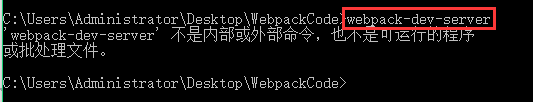 C:\Users\Administrator\Desktop\WebpackCode>webpack-dev-server
'webpack-dev-server' 不是内部或外部命令，也不是可运行的程序
或批处理文件。
C:\Users\Administrator\Desktop\WebpackCode>